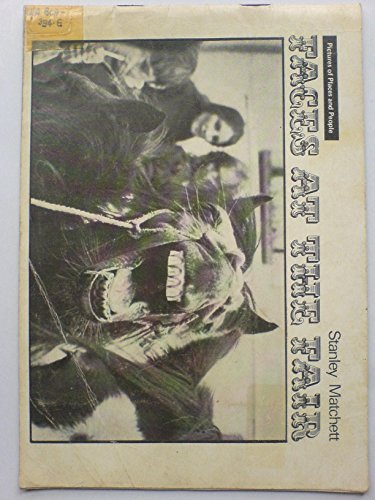 Pictures of Places and People
FACES AT THE FAIR
Stanley Matchett